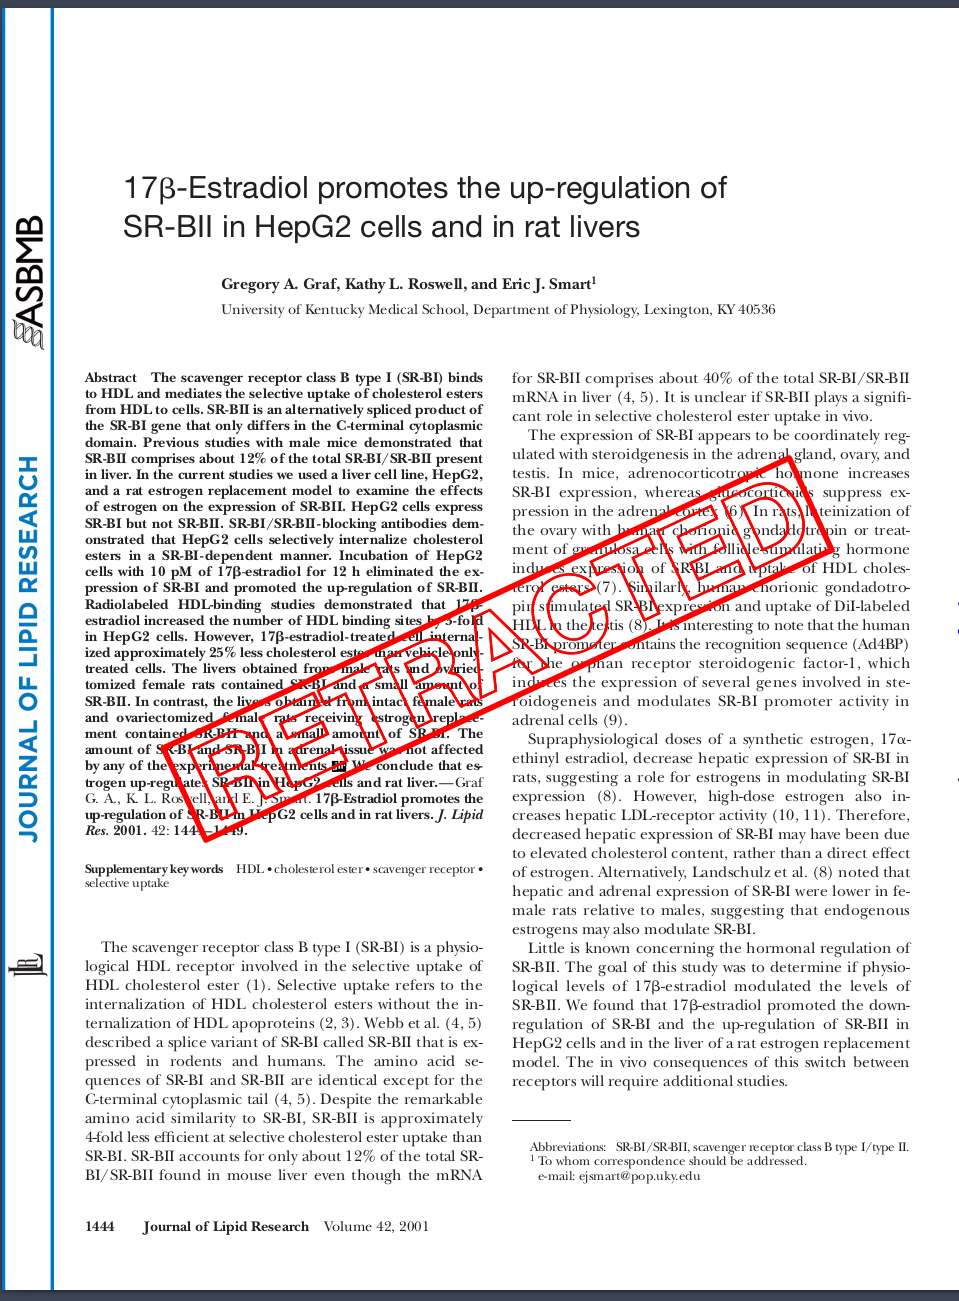 JOURNAL OF LIPID RESEARCH
ASBMB
JLR
17β-Estradiol promotes the up-regulation of
SR-BII in HepG2 cells and in rat livers
Gregory A. Graf, Kathy L. Roswell, and Eric J. Smart1
University of Kentucky Medical School, Department of Physiology, Lexington, KY 40536
Abstract The scavenger receptor class B type I (SR-BI) binds
to HDL and mediates the selective uptake of cholesterol esters
from HDL to cells. SR-BII is an alternatively spliced product of
the SR-BI gene that only differs in the C-terminal cytoplasmic
domain. Previous studies with male mice demonstrated that
SR-BII comprises about 12% of the total SR-BI/SR-BII present
in liver. In the current studies we used a liver cell line, HepG2,
and a rat estrogen replacement model to examine the effects
of estrogen on the expression of SR-BII. HepG2 cells express
SR-BI but not SR-BII. SR-BI/SR-BII-blocking antibodies dem-
onstrated that HepG2 cells selectively internalize cholesterol
esters in a SR-BI-dependent manner. Incubation of HepG2
cells with 10 pM of 17β-estradiol for 12 h eliminated the ex-
pression of SR-BI and promoted the up-regulation of SR-BII.
Radiolabeled HDL-binding studies demonstrated that 17β-
estradiol increased the number of HDL binding sites by 3-fold
in HepG2 cells. However, 17β-estradiol-treated cell internal-
ized approximately 25% less cholesterol ester than vehicle-only-
treated cells. The livers obtained from male rats and ovariec-
tomized female rats contained SR-BI and a small amount of
SR-BII. In contrast, the livers obtained from intact female rats
and ovariectomized female rats receiving estrogen replace-
ment contained SR-BII and a small amount of SR-BI. The
amount of SR-BI and SR-BII in adrenal tissue was not affected
by any of the experimental treatments. We conclude that es-
trogen up-regulates SR-BII in HepG2 cells and rat liver.—Graf
G. A., K. L. Roswell, and E. J. Smart. 17β-Estradiol promotes the
up-regulation of SR-BII in HepG2 cells and in rat livers. J. Lipid
Res. 2001. 42: 1444–1449.
Supplementary key words HDL • cholesterol ester • scavenger receptor •
selective uptake
The scavenger receptor class B type I (SR-BI) is a physio-
logical HDL receptor involved in the selective uptake of
HDL cholesterol ester (1). Selective uptake refers to the
internalization of HDL cholesterol esters without the in-
ternalization of HDL apoproteins (2, 3). Webb et al. (4, 5)
described a splice variant of SR-BI called SR-BII that is ex-
pressed in rodents and humans. The amino acid se-
quences of SR-BI and SR-BII are identical except for the
C-terminal cytoplasmic tail (4, 5). Despite the remarkable
amino acid similarity to SR-BI, SR-BII is approximately
4-fold less efficient at selective cholesterol ester uptake than
SR-BI. SR-BII accounts for only about 12% of the total SR-
BI/SR-BII found in mouse liver even though the mRNA
for SR-BII comprises about 40% of the total SR-BI/SR-BII
mRNA in liver (4, 5). It is unclear if SR-BII plays a signifi-
cant role in selective cholesterol ester uptake in vivo.
The expression of SR-BI appears to be coordinately reg-
ulated with steroidgenesis in the adrenal gland, ovary, and
testis. In mice, adrenocorticotropic hormone increases
SR-BI expression, whereas glucocorticoids suppress ex-
pression in the adrenal cortex (6). In rats, luteinization of
the ovary with human chorionic gondadotropin or treat-
ment of granulosa cells with follicle-stimulating hormone
induces expression of SR-BI and uptake of HDL choles-
terol esters (7). Similarly, human chorionic gondadotro-
pin stimulated SR-BI expression and uptake of DiI-labeled
HDL in the testis (8). It is interesting to note that the human
SR-BI promoter contains the recognition sequence (Ad4BP)
for the orphan receptor steroidogenic factor-1, which
induces the expression of several genes involved in ste-
roidogeneis and modulates SR-BI promoter activity in
adrenal cells (9).
Supraphysiological doses of a synthetic estrogen, 17α-
ethinyl estradiol, decrease hepatic expression of SR-BI in
rats, suggesting a role for estrogens in modulating SR-BI
expression (8). However, high-dose estrogen also in-
creases hepatic LDL-receptor activity (10, 11). Therefore,
decreased hepatic expression of SR-BI may have been due
to elevated cholesterol content, rather than a direct effect
of estrogen. Alternatively, Landschulz et al. (8) noted that
hepatic and adrenal expression of SR-BI were lower in fe-
male rats relative to males, suggesting that endogenous
estrogens may also modulate SR-BI.
Little is known concerning the hormonal regulation of
SR-BII. The goal of this study was to determine if physio-
logical levels of 17β-estradiol modulated the levels of
SR-BII. We found that 17β-estradiol promoted the down-
regulation of SR-BI and the up-regulation of SR-BII in
HepG2 cells and in the liver of a rat estrogen replacement
model. The in vivo consequences of this switch between
receptors will require additional studies.
Abbreviations: SR-BI/SR-BII, scavenger receptor class B type I/type II.
1 To whom correspondence should be addressed.
e-mail: ejsmart@pop.uky.edu
RETRACTED
1444 Journal of Lipid Research Volume 42, 2001